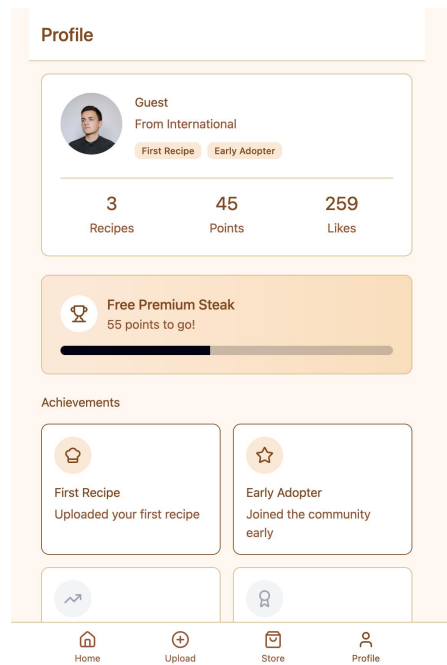 Profile
Guest
From International
First Recipe Early Adopter
3 45 259
Recipes Points Likes
Free Premium Steak
55 points to go!
Achievements
First Recipe
Uploaded your first recipe
Early Adopter
Joined the community
early
Home Upload Store Profile